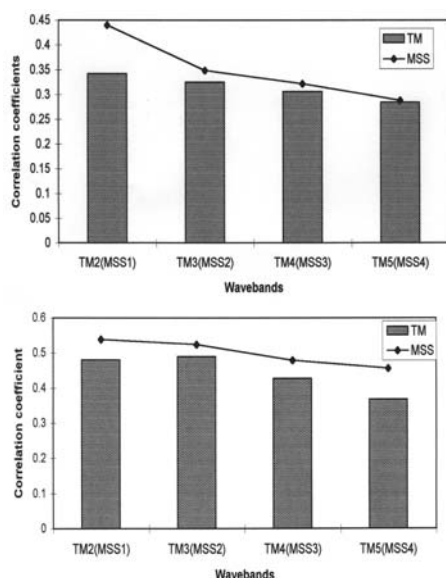 0.45
0.4
0.35
0.3
0.25
0.2
0.15
0.1
0.05
0
Correlation coefficients
TM
MSS
TM2(MSS1) TM3(MSS2) TM4(MSS3) TM5(MSS4)
Wavebands
0.6
0.5
0.4
0.3
0.2
0.1
0
Correlation coefficient
TM
MSS
TM2(MSS1) TM3(MSS2) TM4(MSS3) TM5(MSS4)
Wavebands